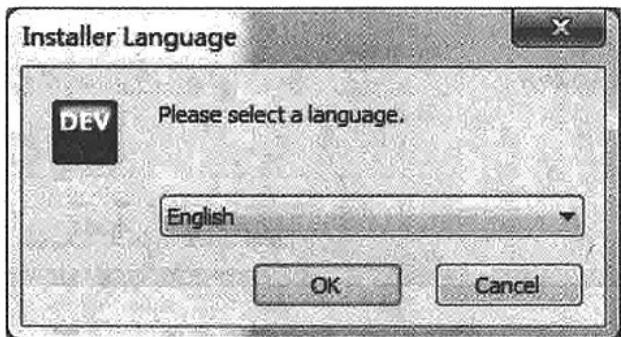 Installer Language
DEV
Please select a language.
English
OK
Cancel